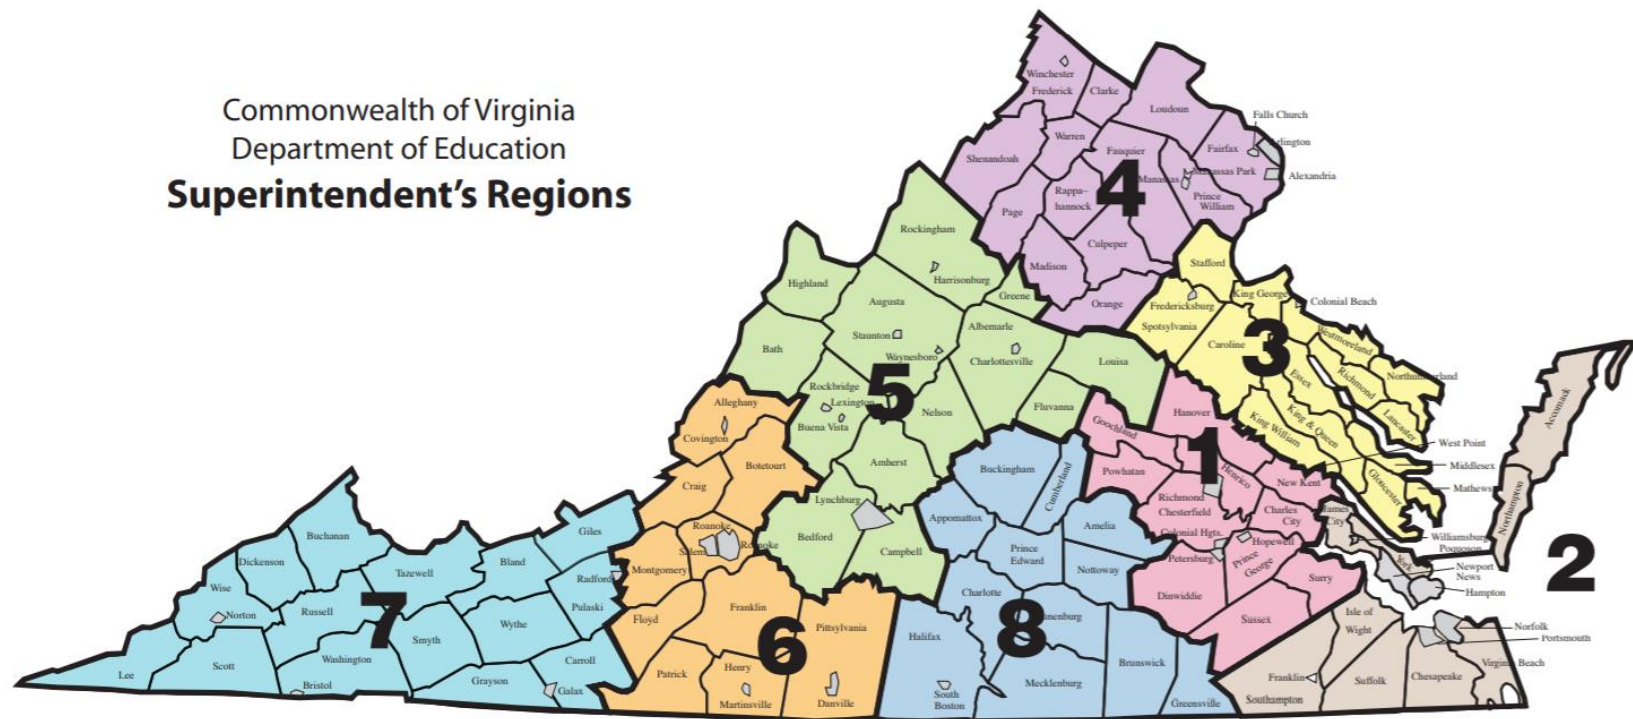 Commonwealth of Virginia
Department of Education
Superintendent's Regions
Winchester
Frederick
Clarke
Loudoun
Falls Church
Arlington
Alexandria
Warren
Shenandoah
Fauquier
Fairfax
Manassas
Manassas Park
Prince
William
Rappa–
hannock
Page
Culpeper
Madison
Orange
4
Rockingham
Harrisonburg
Greene
Highland
Augusta
Staunton
Waynesboro
Albemarle
Charlottesville
Louisa
Bath
Rockbridge
Lexington
Buena Vista
Nelson
Fluvanna
Amherst
Lynchburg
Bedford
Campbell
5
Stafford
Fredericksburg
Spotsylvania
King George
Colonial Beach
Caroline
Westmoreland
Essex
Richmond
Northumberland
Lancaster
King & Queen
King William
West Point
Middlesex
Mathews
Gloucester
3
Hanover
Goochland
Powhatan
Henrico
New Kent
Richmond
Chesterfield
Charles
City
Colonial Hgts.
Hopewell
Petersburg
Prince
George
Surry
Dinwiddie
Sussex
1
Accomack
Northampton
James
City
Williamsburg
Poquoson
York
Newport
News
Hampton
Norfolk
Portsmouth
Isle of
Wight
Virginia Beach
Franklin
Southampton
Suffolk
Chesapeake
2
Alleghany
Covington
Botetourt
Craig
Roanoke
Salem
Roanoke
Montgomery
Floyd
Franklin
Pittsylvania
Patrick
Henry
Martinsville
Danville
6
Buckingham
Cumberland
Appomattox
Amelia
Prince
Edward
Nottoway
Charlotte
Halifax
South
Boston
Mecklenburg
Brunswick
Greensville
8
Buchanan
Dickenson
Giles
Bland
Tazewell
Wise
Norton
Russell
Radford
Pulaski
Wythe
Smyth
Lee
Scott
Washington
Bristol
Grayson
Carroll
Galax
7